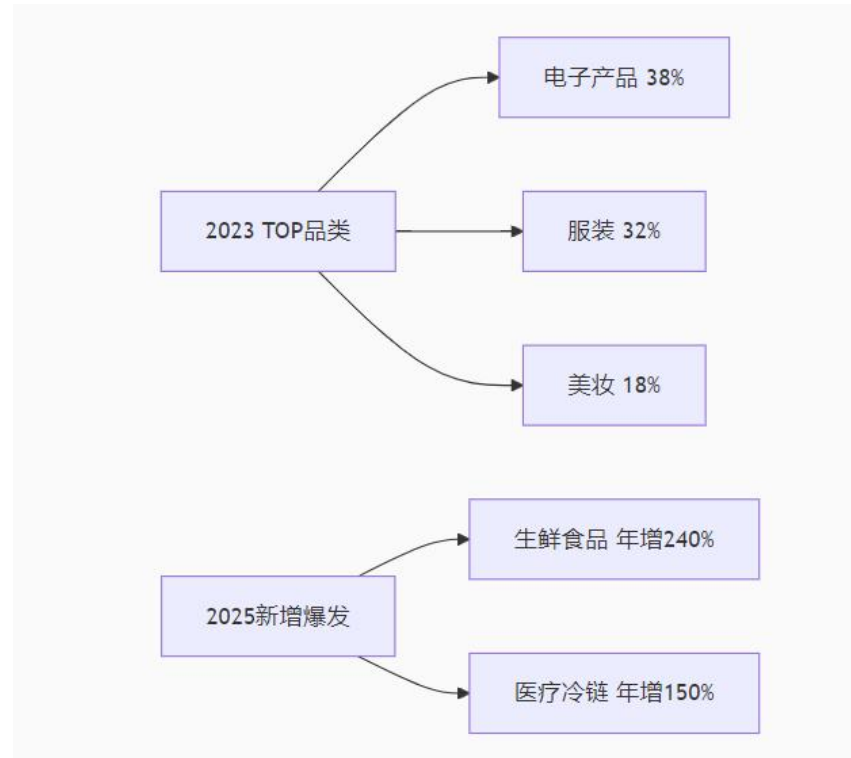 电子产品 38%
2023 TOP品类
服装 32%
美妆 18%
生鲜食品 年增240%
2025新增爆发
医疗冷链 年增150%